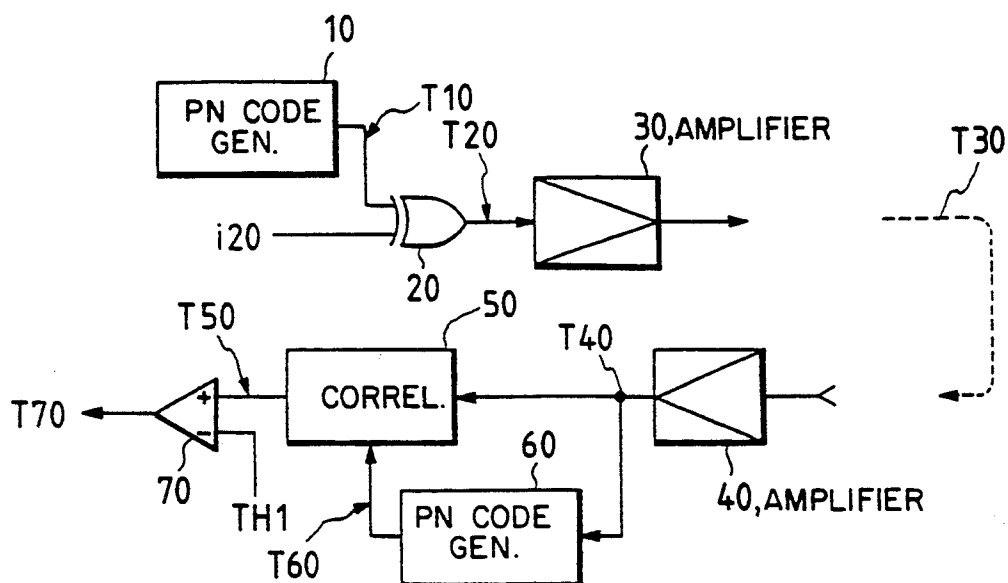 10
PN CODE
GEN.
T10
T20
30,AMPLIFIER
T30
i20
20
T50
50
T40
CORREL.
T70
70
TH1
T60
60
PN CODE
GEN.
40,AMPLIFIER
+
−